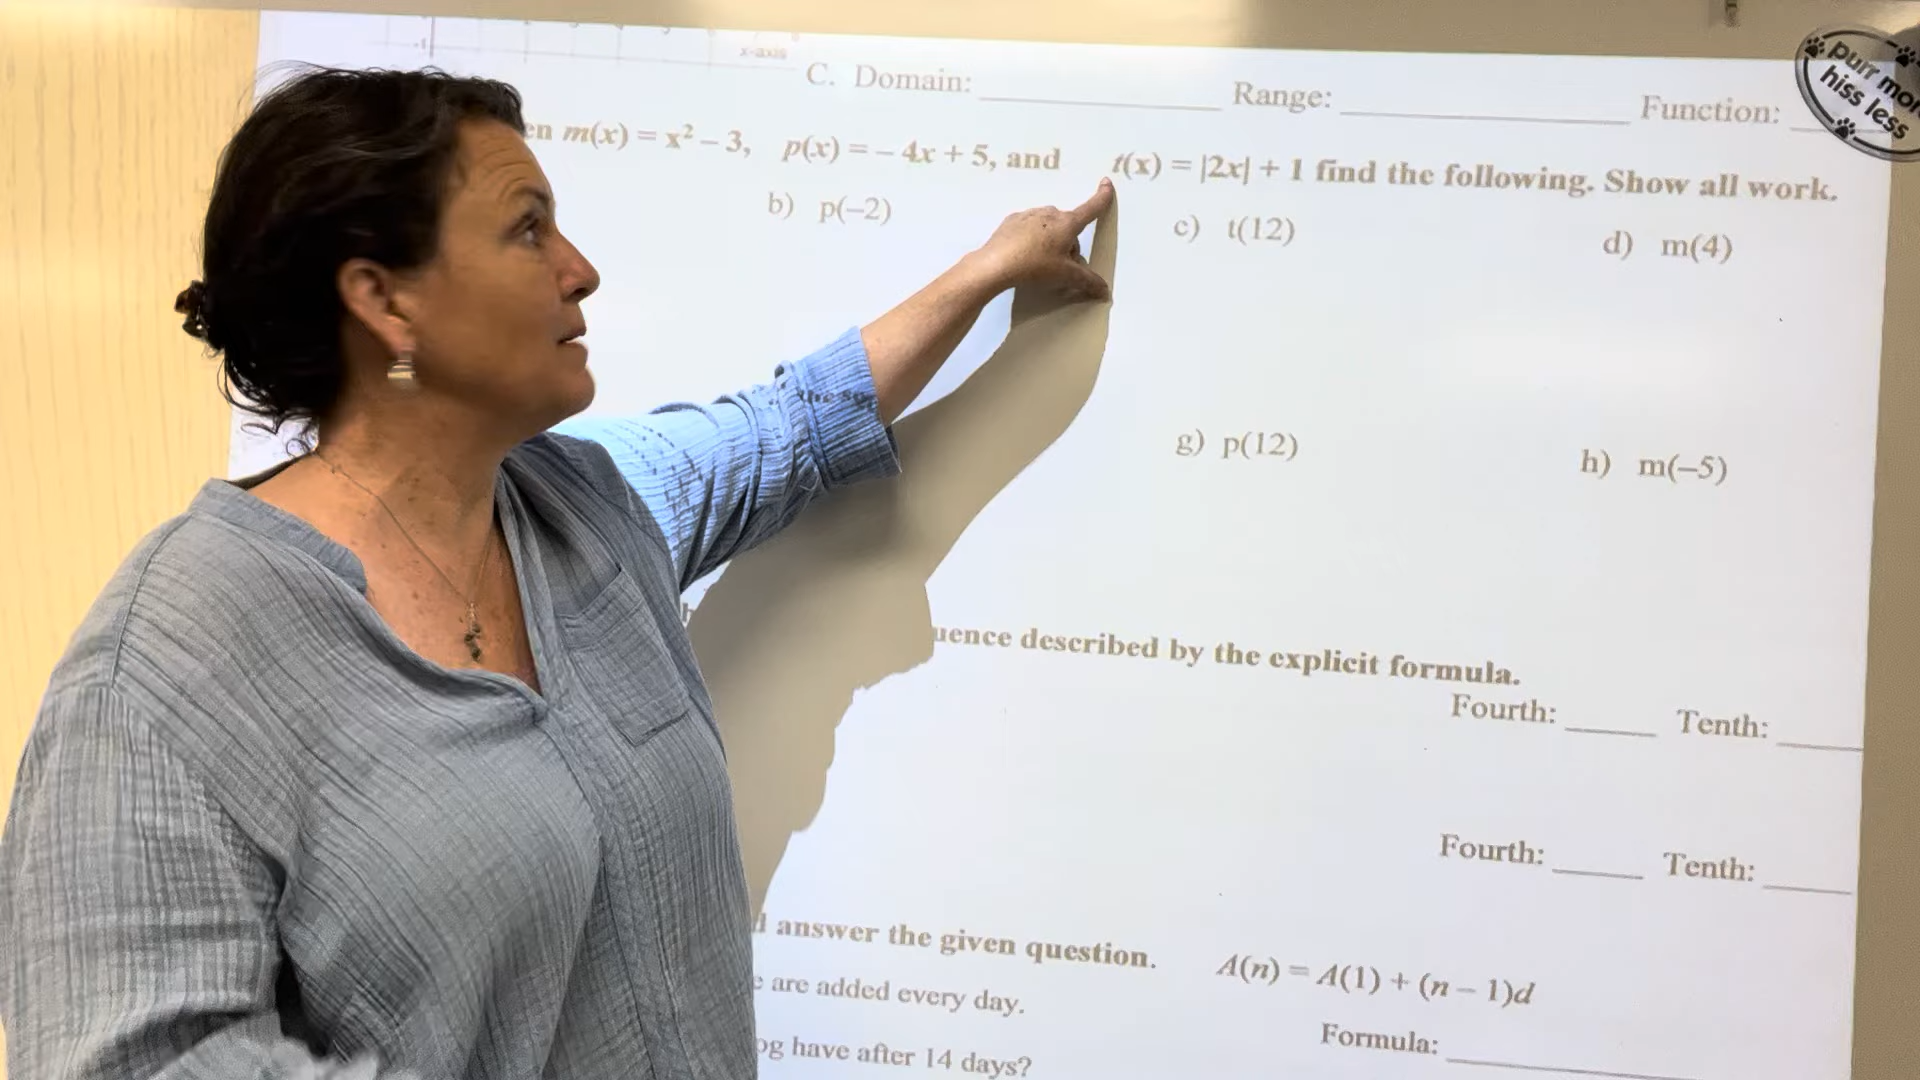 x-axis
C. Domain: Range: Function:
m(x) = x² – 3, p(x) = – 4x + 5, and t(x) = |2x| + 1 find the following. Show all work.
b) p(–2) c) t(12) d) m(4)
g) p(12) h) m(–5)
described by the explicit formula.
Fourth: Tenth:
Fourth: Tenth:
answer the given question. A(n) = A(1) + (n – 1)d
are added every day.
have after 14 days? Formula:
purr more
hiss less